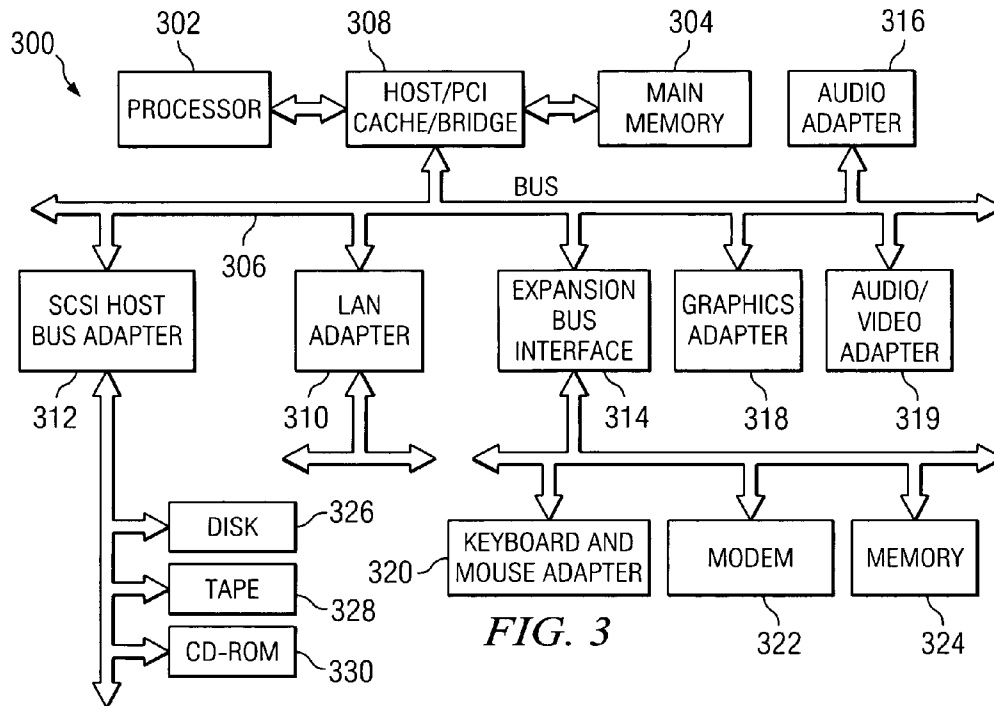 302
308
304
316
300
PROCESSOR
HOST/PCI
CACHE/BRIDGE
MAIN
MEMORY
AUDIO
ADAPTER
BUS
306
SCSI HOST
BUS ADAPTER
LAN
ADAPTER
EXPANSION
BUS
INTERFACE
GRAPHICS
ADAPTER
AUDIO/
VIDEO
ADAPTER
312
310
314
318
319
DISK
326
TAPE
328
CD-ROM
330
320
KEYBOARD AND
MOUSE ADAPTER
MODEM
MEMORY
322
324
FIG. 3